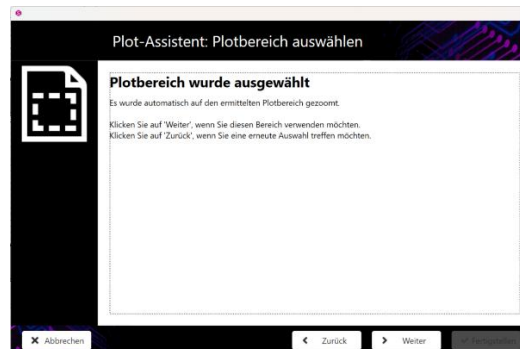 Plot-Assistent: Plotbereich auswählen
Plotbereich wurde ausgewählt
Es wurde automatisch auf den ermittelten Plotbereich gezoomt.
Klicken Sie auf 'Weiter', wenn Sie diesen Bereich verwenden möchten.
Klicken Sie auf 'Zurück', wenn Sie eine erneute Auswahl treffen möchten.
Abbrechen
Zurück
Weiter
Fertigstellen